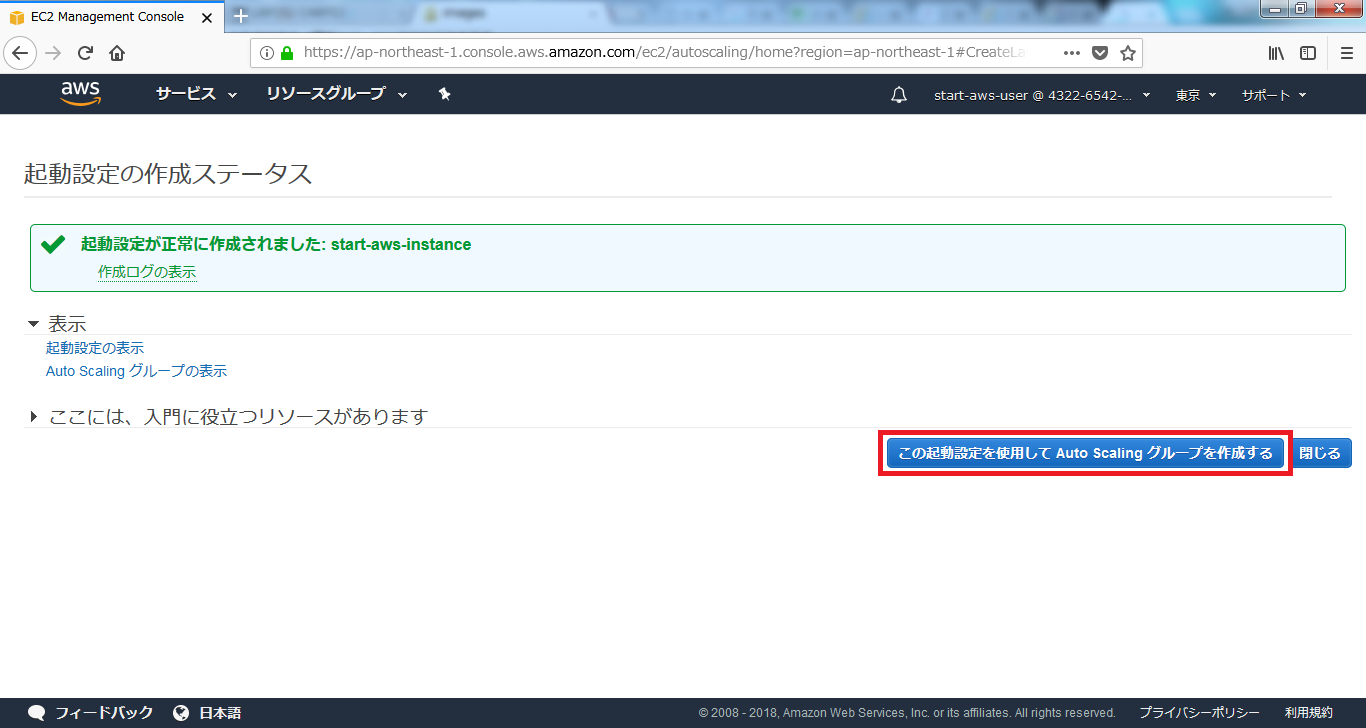 EC2 Management Console
https://ap-northeast-1.console.aws.amazon.com/ec2/autoscaling/home?region=ap-northeast-1#CreateLa
aws サービス リソースグループ start-aws-user @ 4322-6542-... 東京 サポート
起動設定の作成ステータス
起動設定が正常に作成されました: start-aws-instance
作成ログの表示
表示
起動設定の表示
Auto Scaling グループの表示
ここには、入門に役立つリソースがあります
この起動設定を使用して Auto Scaling グループを作成する 閉じる
フィードバック 日本語 © 2008 - 2018, Amazon Web Services, Inc. or its affiliates. All rights reserved. プライバシーポリシー 利用規約